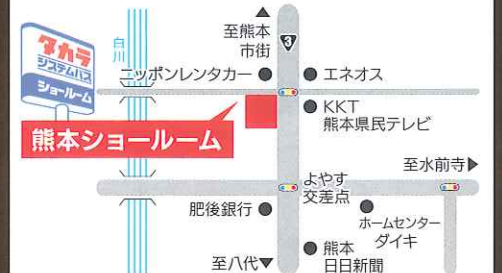 至熊本
市街
白川
タカラ
システムバス
ショールーム
3
ニッポンレンタカー
エネオス
KKT
熊本県民テレビ
熊本ショールーム
至水前寺▶
よやす
交差点
肥後銀行
ホームセンター
ダイキ
熊本
日日新聞
至八代▼